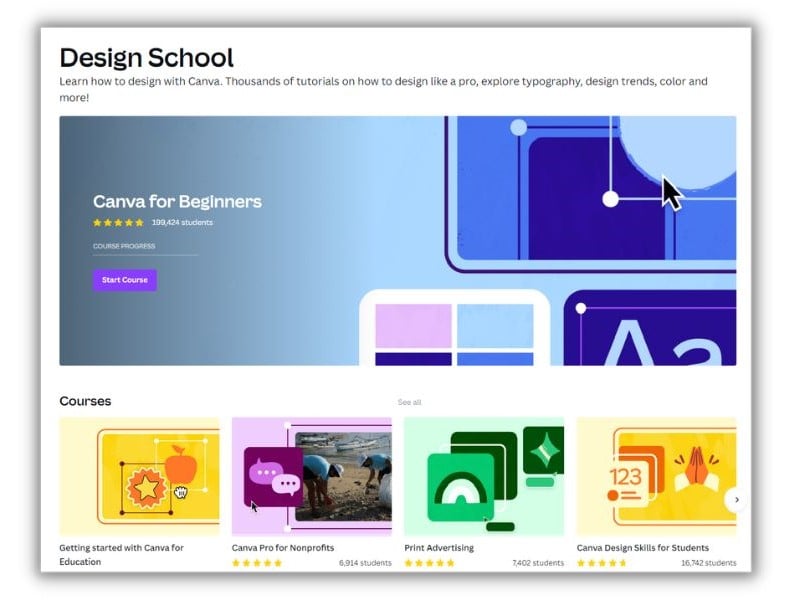 Design School
Learn how to design with Canva. Thousands of tutorials on how to design like a pro, explore typography, design trends, color and
more!
Canva for Beginners
199,424 students
COURSE PROGRESS
Start Course
Aa
Courses
See all
123
Getting started with Canva for
Education
Canva Pro for Nonprofits
6,914 students
Print Advertising
7,402 students
Canva Design Skills for Students
16,742 students